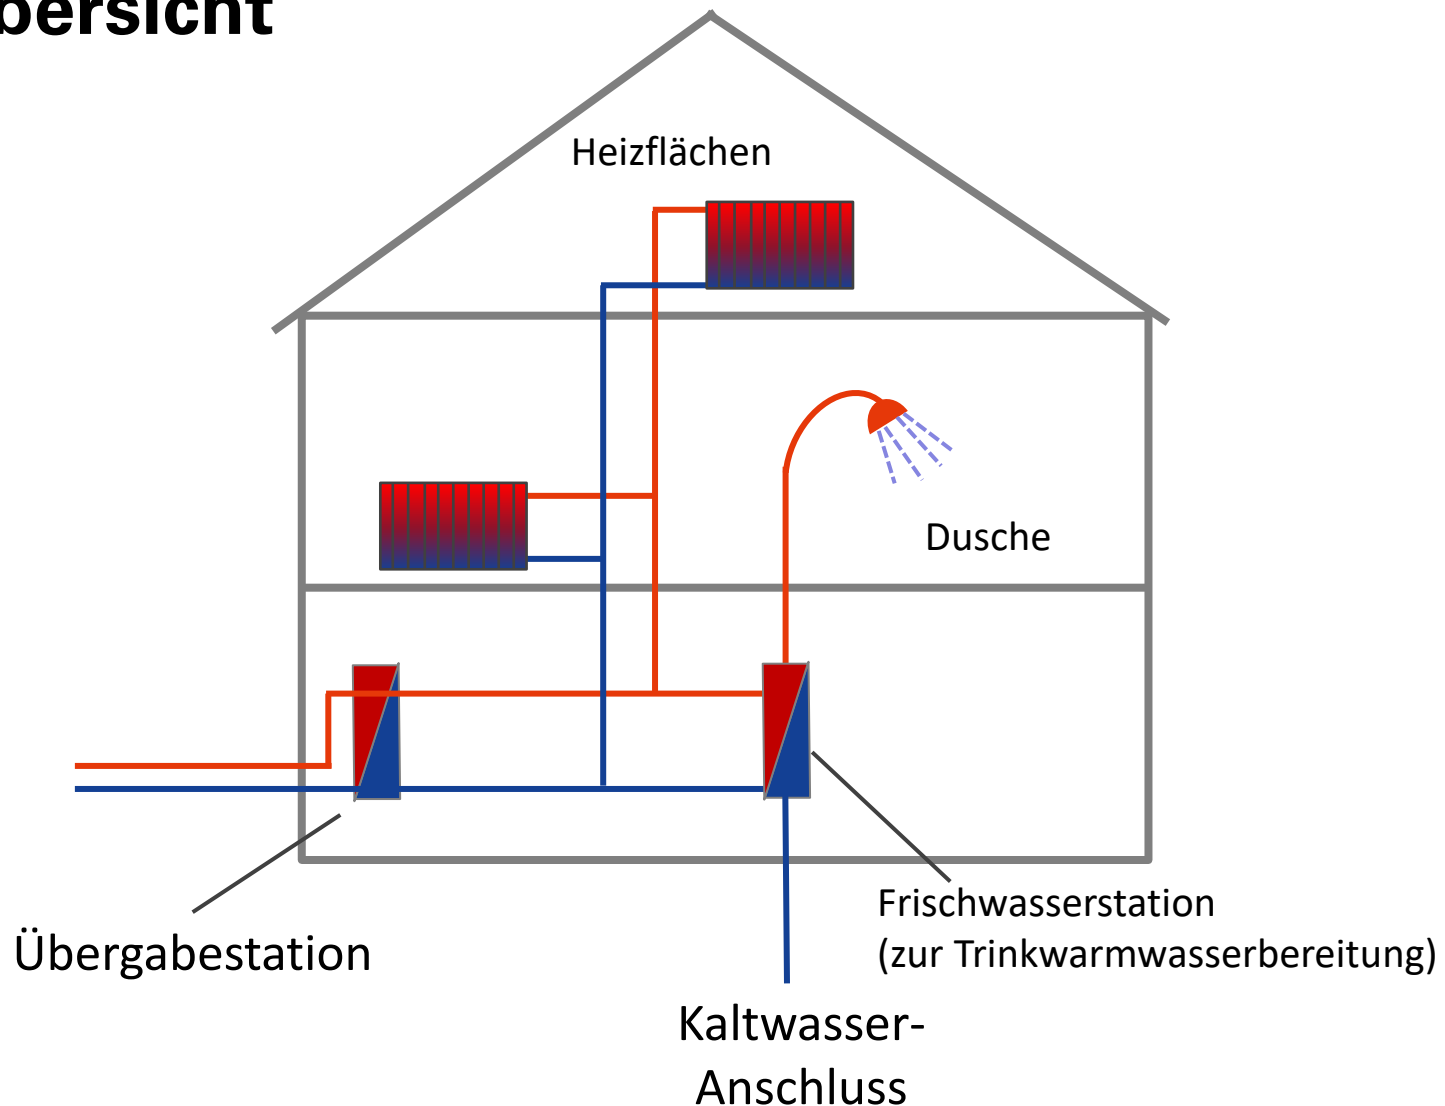 bersicht
Heizflächen
Dusche
Übergabestation
Frischwasserstation
(zur Trinkwarmwasserbereitung)
Kaltwasser-
Anschluss